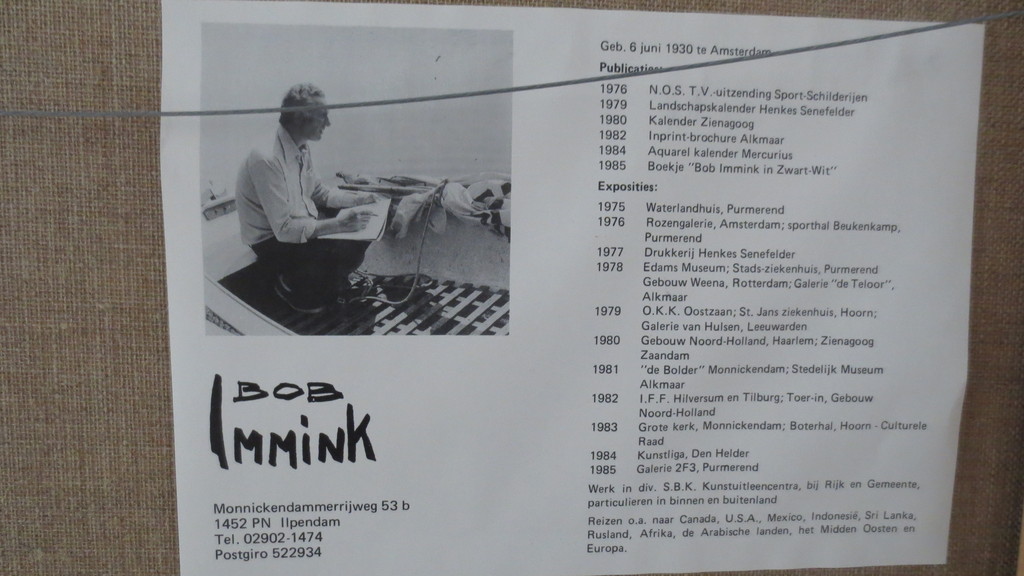 BOB
IMMINK
Monnickendammerrijweg 53 b
1452 PN Ilpendam
Tel. 02902-1474
Postgiro 522934
Geb. 6 juni 1930 te Amsterdam
Publicaties:
1976 N.O.S. T.V.-uitzending Sport-Schilderijen
1979 Landschapskalender Henkes Senefelder
1980 Kalender Zienagoog
1982 Inprint-brochure Alkmaar
1984 Aquarel kalender Mercurius
1985 Boekje "Bob Immink in Zwart-Wit"
Exposities:
1975 Waterlandhuis, Purmerend
1976 Rozengalerie, Amsterdam; sporthal Beukenkamp,
Purmerend
1977 Drukkerij Henkes Senefelder
1978 Edams Museum; Stads-ziekenhuis, Purmerend
Gebouw Weena, Rotterdam; Galerie "de Teloor",
Alkmaar
1979 O.K.K. Oostzaan; St. Jans ziekenhuis, Hoorn;
Galerie van Hulsen, Leeuwarden
1980 Gebouw Noord-Holland, Haarlem; Zienagoog
Zaandam
1981 "de Bolder" Monnickendam; Stedelijk Museum
Alkmaar
1982 I.F.F. Hilversum en Tilburg; Toer-in, Gebouw
Noord-Holland
1983 Grote kerk, Monnickendam; Boterhal, Hoorn - Culturele
Raad
1984 Kunstliga, Den Helder
1985 Galerie 2F3, Purmerend
Werk in div. S.B.K. Kunstuitleencentra, bij Rijk en Gemeente,
particulieren in binnen en buitenland
Reizen o.a. naar Canada, U.S.A., Mexico, Indonesië, Sri Lanka,
Rusland, Afrika, de Arabische landen, het Midden Oosten en
Europa.